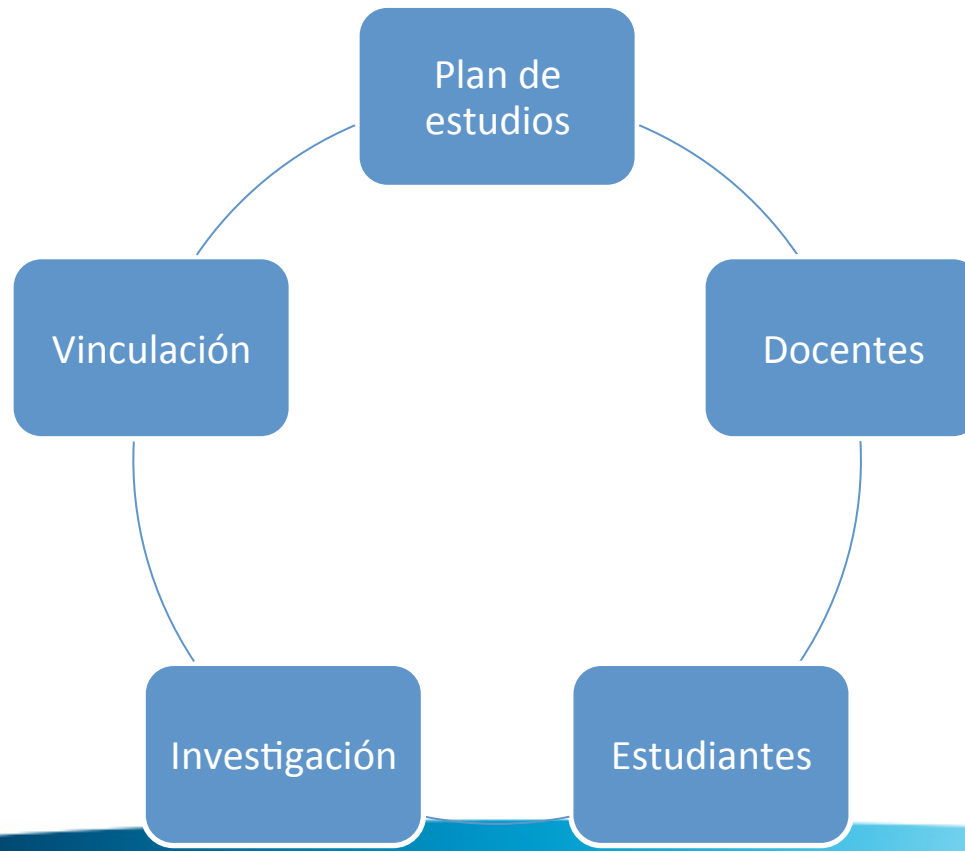 Plan de
estudios
Docentes
Estudiantes
Investigación
Vinculación